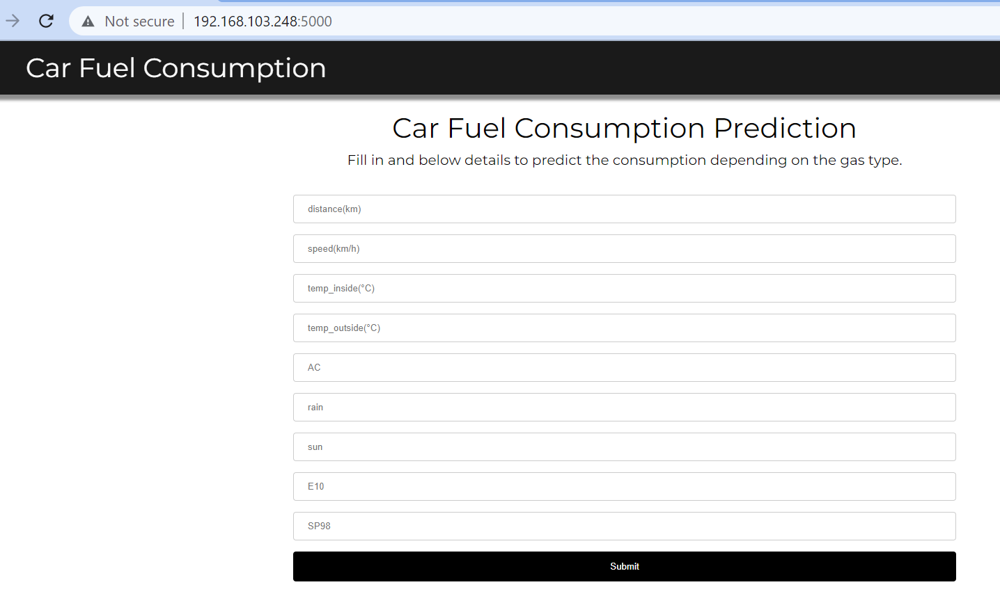 Not secure 192.168.103.248:5000
Car Fuel Consumption
Car Fuel Consumption Prediction
Fill in and below details to predict the consumption depending on the gas type.
distance(km)
speed(km/h)
temp_inside(°C)
temp_outside(°C)
AC
rain
sun
E10
SP98
Submit